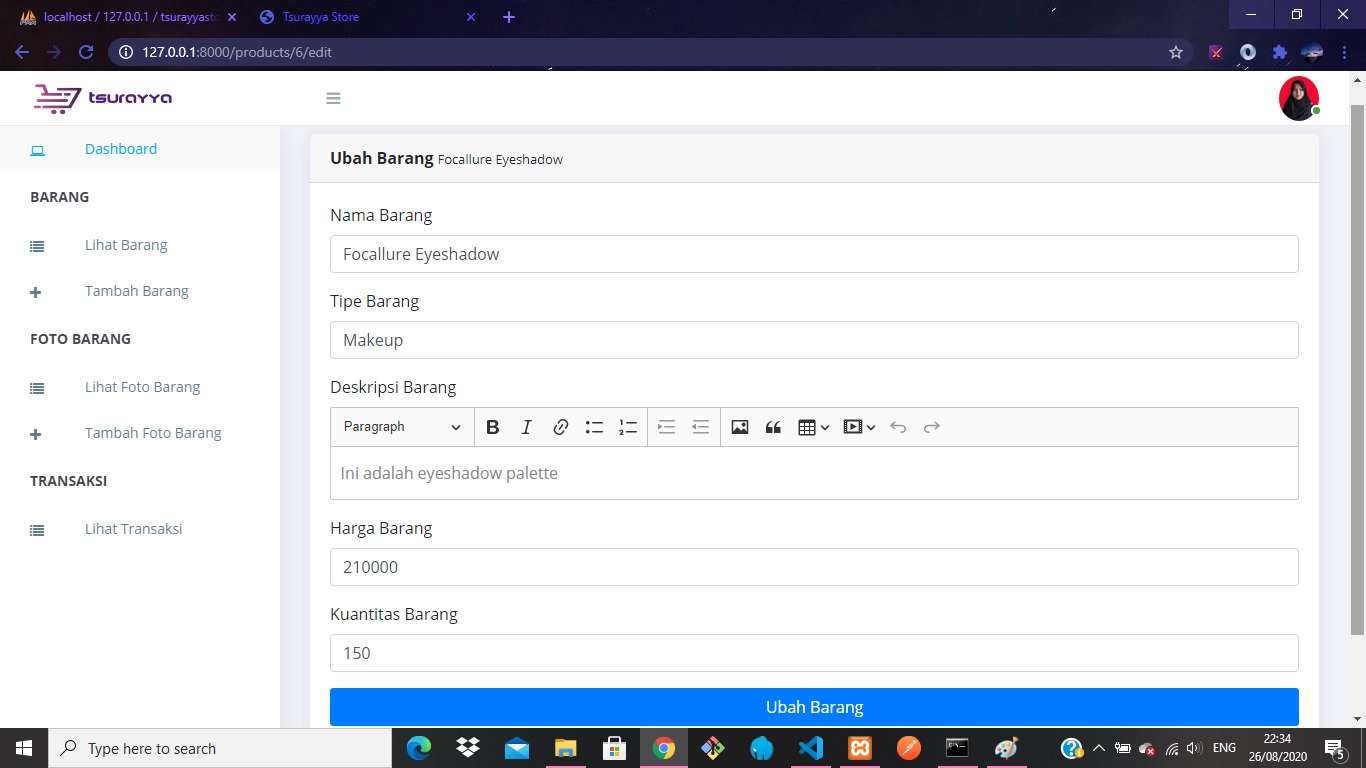 localhost / 127.0.0.1 / tsurayyasto
Tsurayya Store
127.0.0.1:8000/products/6/edit
tsurayya
Dashboard
BARANG
Lihat Barang
Tambah Barang
FOTO BARANG
Lihat Foto Barang
Tambah Foto Barang
TRANSAKSI
Lihat Transaksi
Ubah Barang Focallure Eyeshadow
Nama Barang
Focallure Eyeshadow
Tipe Barang
Makeup
Deskripsi Barang
Paragraph
Ini adalah eyeshadow palette
Harga Barang
210000
Kuantitas Barang
150
Ubah Barang
Type here to search
ENG
22:34
26/08/2020
5